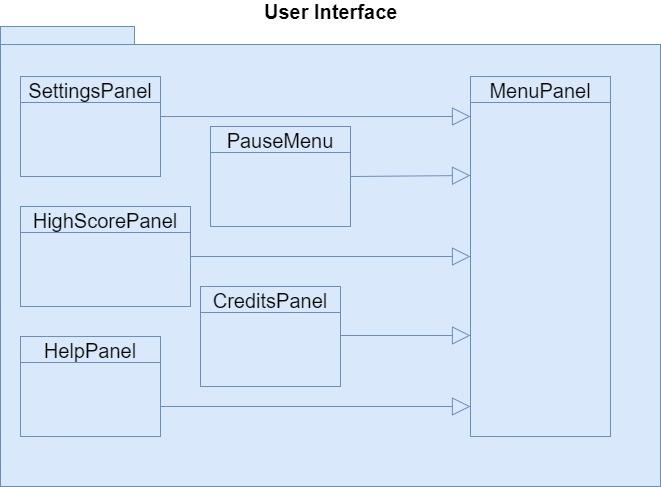 User Interface
SettingsPanel
MenuPanel
PauseMenu
HighScorePanel
CreditsPanel
HelpPanel